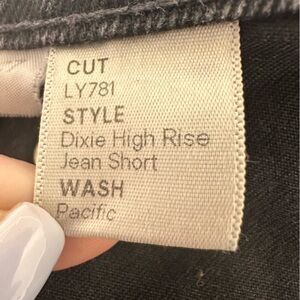 CUT
LY781
STYLE
Dixie High Rise
Jean Short
WASH
Pacific